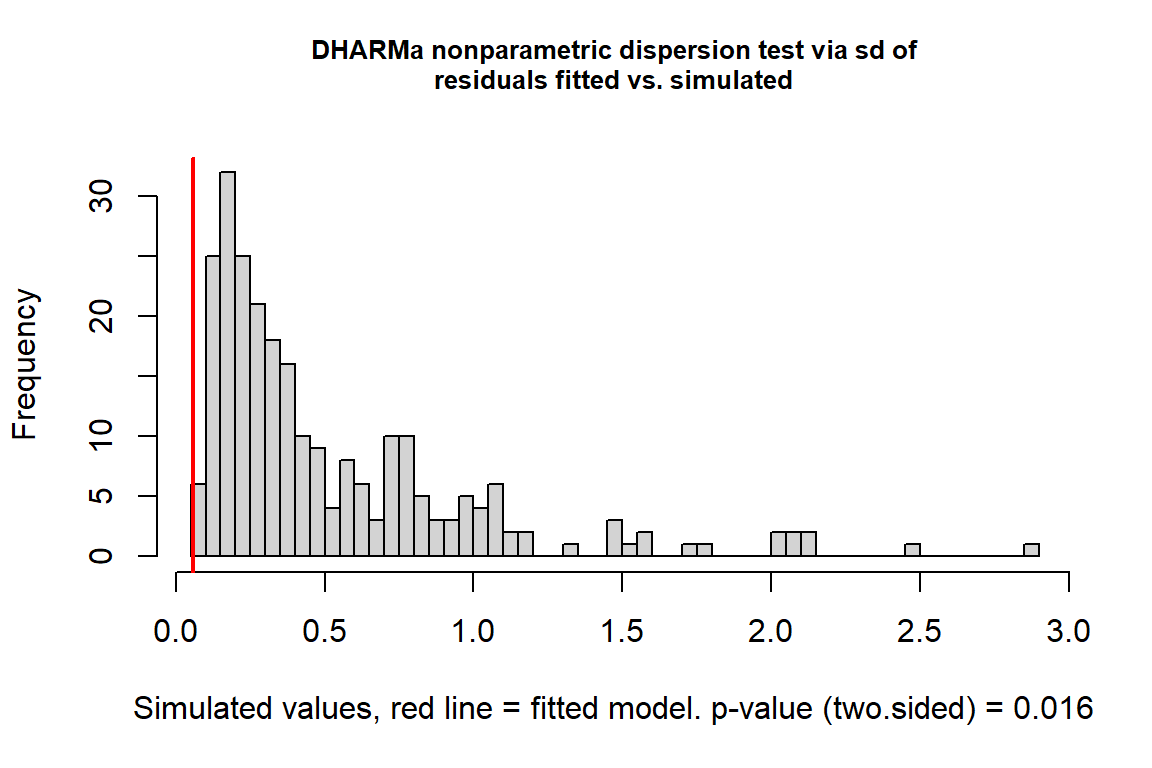 DHARMa nonparametric dispersion test via sd of
residuals fitted vs. simulated
Frequency
30
20
10
5
0
0.0 0.5 1.0 1.5 2.0 2.5 3.0
Simulated values, red line = fitted model. p-value (two.sided) = 0.016